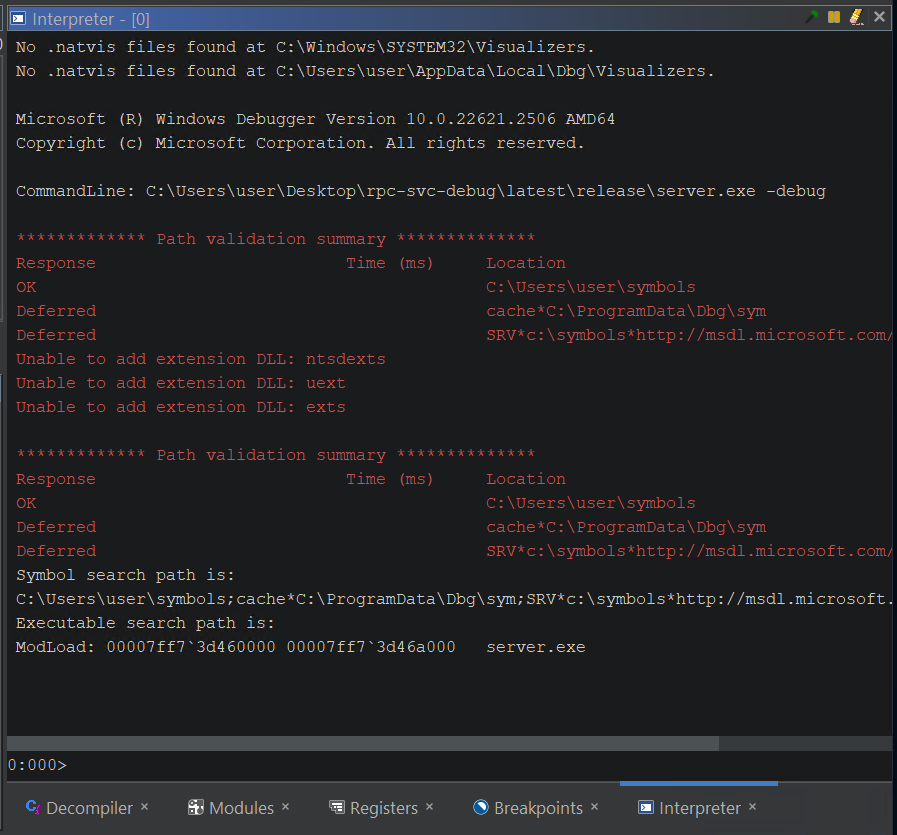 Interpreter - [0]
No .natvis files found at C:\Windows\SYSTEM32\Visualizers.
No .natvis files found at C:\Users\user\AppData\Local\Dbg\Visualizers.
Microsoft (R) Windows Debugger Version 10.0.22621.2506 AMD64
Copyright (c) Microsoft Corporation. All rights reserved.
CommandLine: C:\Users\user\Desktop\rpc-svc-debug\latest\release\server.exe -debug
************* Path validation summary **************
Response Time (ms) Location
OK C:\Users\user\symbols
Deferred cache*C:\ProgramData\Dbg\sym
Deferred SRV*c:\symbols*http://msdl.microsoft.com/
Unable to add extension DLL: ntsdexts
Unable to add extension DLL: uext
Unable to add extension DLL: exts
************* Path validation summary **************
Response Time (ms) Location
OK C:\Users\user\symbols
Deferred cache*C:\ProgramData\Dbg\sym
Deferred SRV*c:\symbols*http://msdl.microsoft.com/
Symbol search path is:
C:\Users\user\symbols;cache*C:\ProgramData\Dbg\sym;SRV*c:\symbols*http://msdl.microsoft.
Executable search path is:
ModLoad: 00007ff7`3d460000 00007ff7`3d46a000 server.exe
0:000>
Decompiler × Modules × Registers × Breakpoints × Interpreter ×